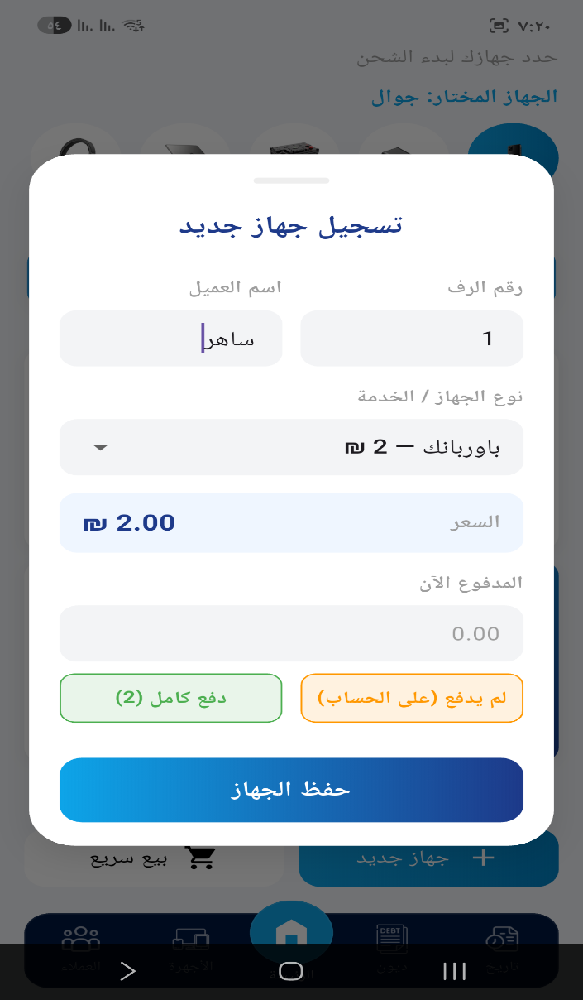 ٧:٢٠ ٥٤
حدد جهازك لبدء الشحن
الجهاز المختار: جوال
تسجيل جهاز جديد
رقم الرف اسم العميل
1 ساهر
نوع الجهاز / الخدمة
باوربانك — 2 ₪
السعر 2.00 ₪
المدفوع الآن
0.00
لم يدفع (على الحساب) دفع كامل (2)
حفظ الجهاز
جهاز جديد بيع سريع
DEBT
تاريخ ديون الرئيسية الأجهزة العملاء